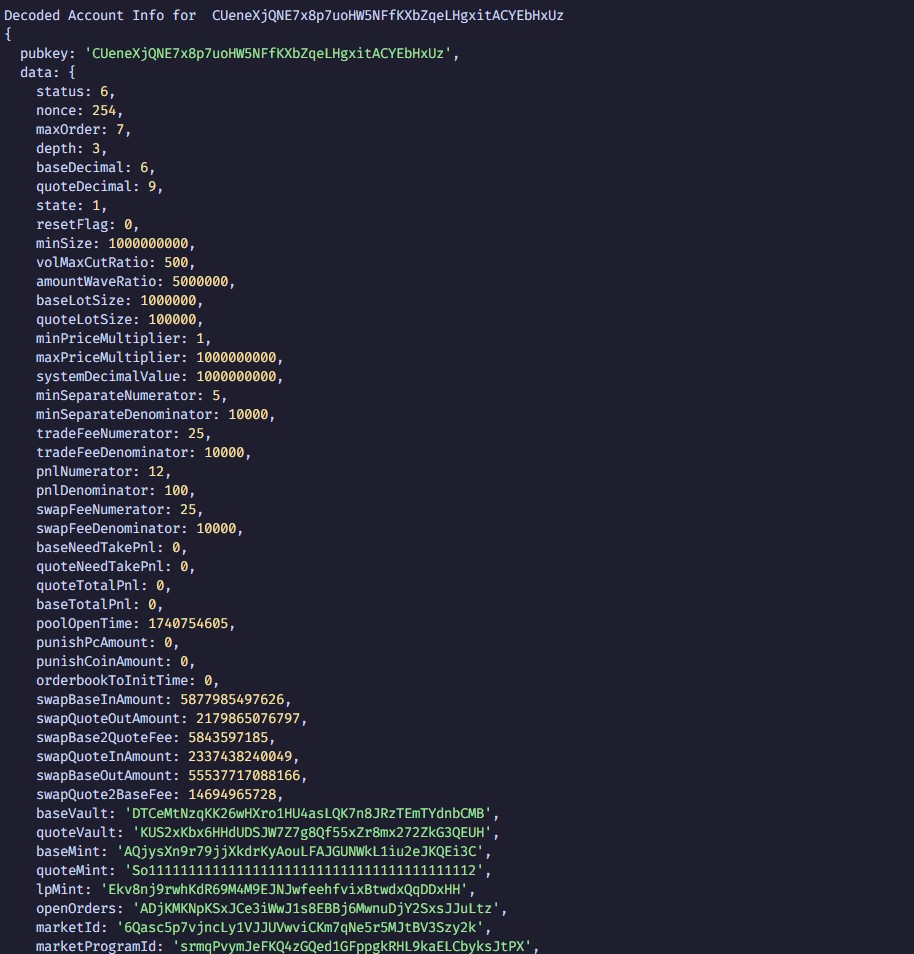 Decoded Account Info for  CUeneXjQNE7x8p7uoHW5NFfKXbZqeLHgxitACYEbHxUz
{
  pubkey: 'CUeneXjQNE7x8p7uoHW5NFfKXbZqeLHgxitACYEbHxUz',
  data: {
    status: 6,
    nonce: 254,
    maxOrder: 7,
    depth: 3,
    baseDecimal: 6,
    quoteDecimal: 9,
    state: 1,
    resetFlag: 0,
    minSize: 1000000000,
    volMaxCutRatio: 500,
    amountWaveRatio: 5000000,
    baseLotSize: 1000000,
    quoteLotSize: 100000,
    minPriceMultiplier: 1,
    maxPriceMultiplier: 1000000000,
    systemDecimalValue: 1000000000,
    minSeparateNumerator: 5,
    minSeparateDenominator: 10000,
    tradeFeeNumerator: 25,
    tradeFeeDenominator: 10000,
    pnlNumerator: 12,
    pnlDenominator: 100,
    swapFeeNumerator: 25,
    swapFeeDenominator: 10000,
    baseNeedTakePnl: 0,
    quoteNeedTakePnl: 0,
    quoteTotalPnl: 0,
    baseTotalPnl: 0,
    poolOpenTime: 1740754605,
    punishPcAmount: 0,
    punishCoinAmount: 0,
    orderbookToInitTime: 0,
    swapBaseInAmount: 5877985497626,
    swapQuoteOutAmount: 2179865076797,
    swapBase2QuoteFee: 5843597185,
    swapQuoteInAmount: 2337438240049,
    swapBaseOutAmount: 55537717088166,
    swapQuote2BaseFee: 14694965728,
    baseVault: 'DTCeMtNzqKK26wHXro1HU4asLQK7n8JRzTEmTYdnbCMB',
    quoteVault: 'KUS2xKbx6HHdUDSJW7Z7g8Qf55xZr8mx272ZkG3QEUH',
    baseMint: 'AQjysXn9r79jjXkdrKyAouLFAJGUNWkL1iu2eJKQEi3C',
    quoteMint: 'So11111111111111111111111111111111111111112',
    lpMint: 'Ekv8nj9rwhKdR69M4M9EJNJwfeehfvixBtwdxQqDDxHH',
    openOrders: 'ADjKMKNpKSxJCe3iWwJ1s8EBBj6MwnuDjY2SxsJJuLtz',
    marketId: '6Qasc5p7vjncLy1VJJUVwviCKm7qNe5r5MJtBV3Szy2k',
    marketProgramId: 'srmqPvymJeFKQ4zGQed1GFppgkRHL9kaELCbyksJtPX',